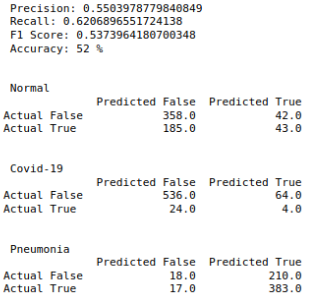 Precision: 0.5503978779840849
Recall: 0.6206896551724138
F1 Score: 0.5373964180700348
Accuracy: 52 %
Normal
Predicted False Predicted True
Actual False 358.0 42.0
Actual True 185.0 43.0
Covid-19
Predicted False Predicted True
Actual False 536.0 64.0
Actual True 24.0 4.0
Pneumonia
Predicted False Predicted True
Actual False 18.0 210.0
Actual True 17.0 383.0